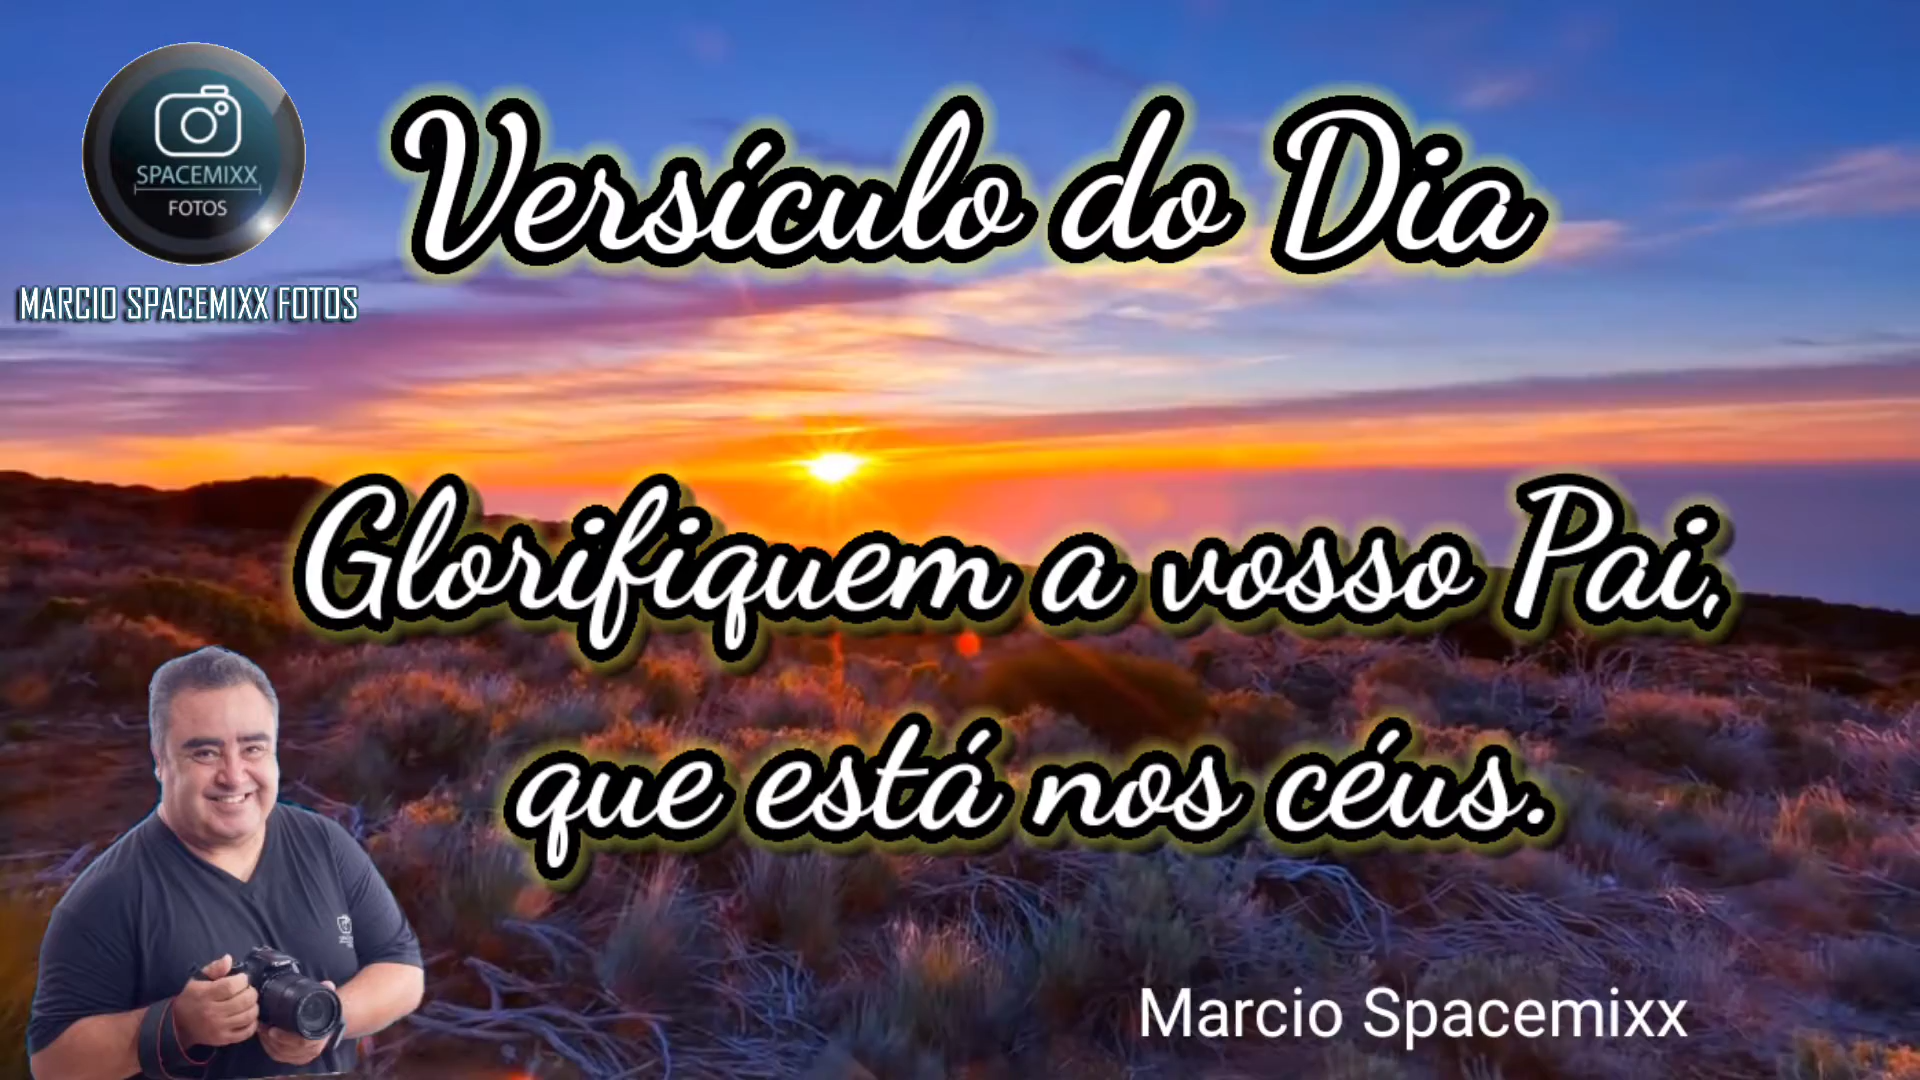 SPACEMIXX
FOTOS
MARCIO SPACEMIXX FOTOS
Versículo do Dia
Glorifiquem a vosso Pai,
que está nos céus.
Marcio Spacemixx